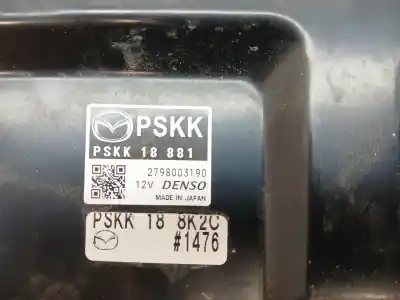 PSKK
PSKK 18 881
2798003190
12V DENSO
MADE IN JAPAN
PSKK 18 8K2C
#1476